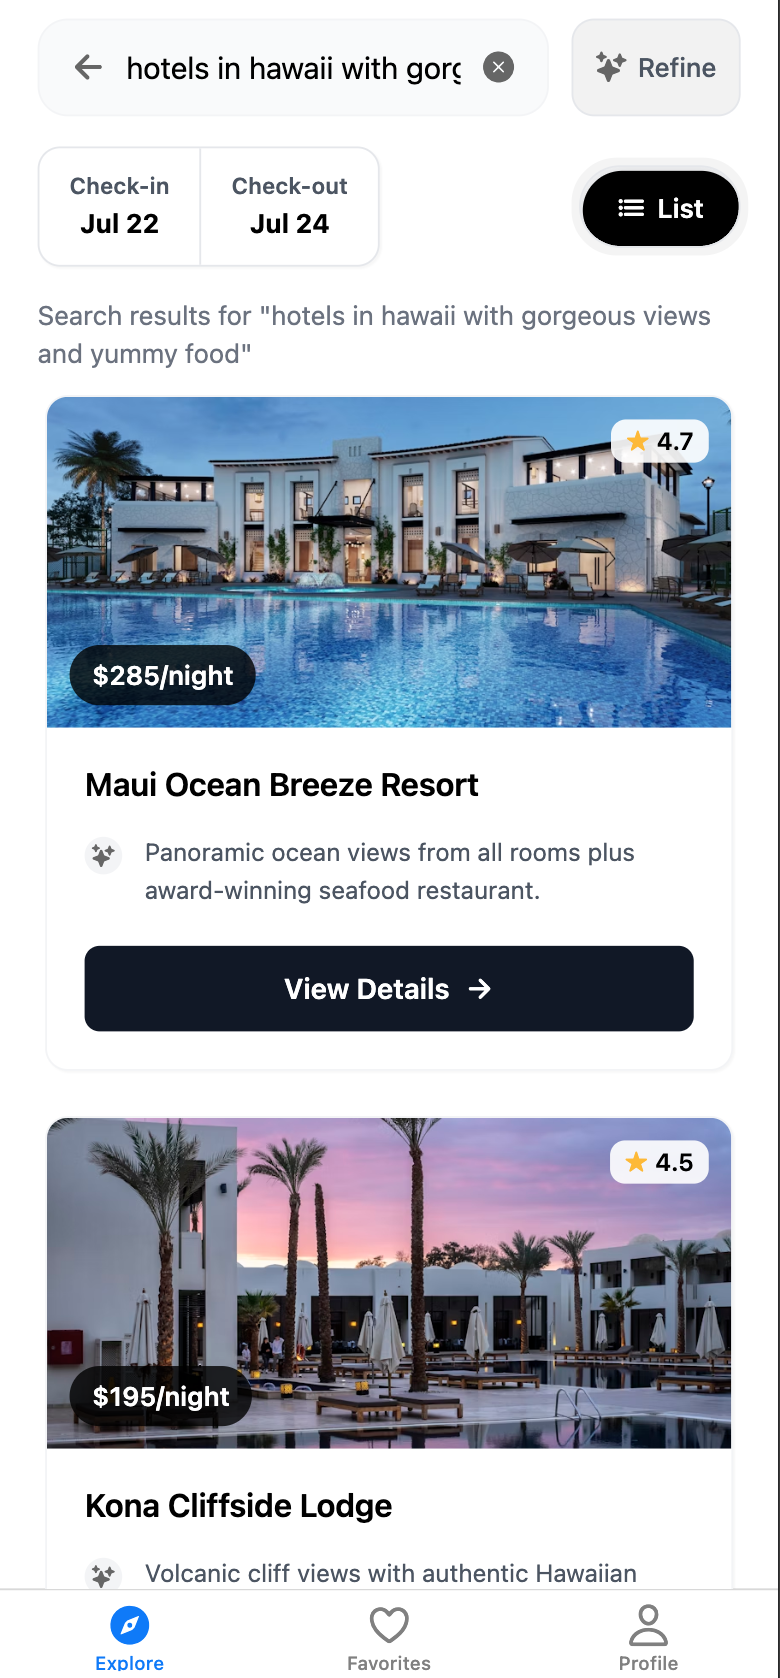 hotels in hawaii with gorg
Refine
Check-in
Jul 22
Check-out
Jul 24
List
Search results for "hotels in hawaii with gorgeous views
and yummy food"
4.7
$285/night
Maui Ocean Breeze Resort
Panoramic ocean views from all rooms plus
award-winning seafood restaurant.
View Details →
4.5
$195/night
Kona Cliffside Lodge
Volcanic cliff views with authentic Hawaiian
Explore
Favorites
Profile